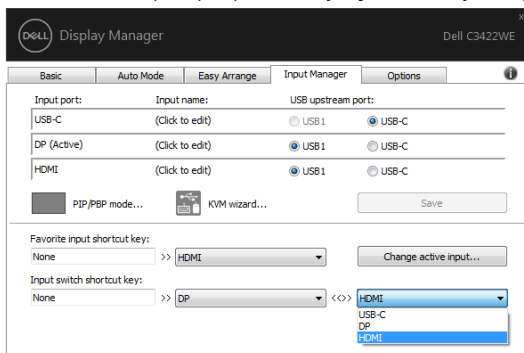 DELL Display Manager Dell C3422WE x
Basic Auto Mode Easy Arrange Input Manager Options i
Input port: Input name: USB upstream port:
USB-C (Click to edit) USB1 USB-C
DP (Active) (Click to edit) USB1 USB-C
HDMI (Click to edit) USB1 USB-C
PIP/PBP mode... KVM wizard... Save
Favorite input shortcut key:
None >> HDMI Change active input...
Input switch shortcut key:
None >> DP <<>> HDMI
USB-C
DP
HDMI